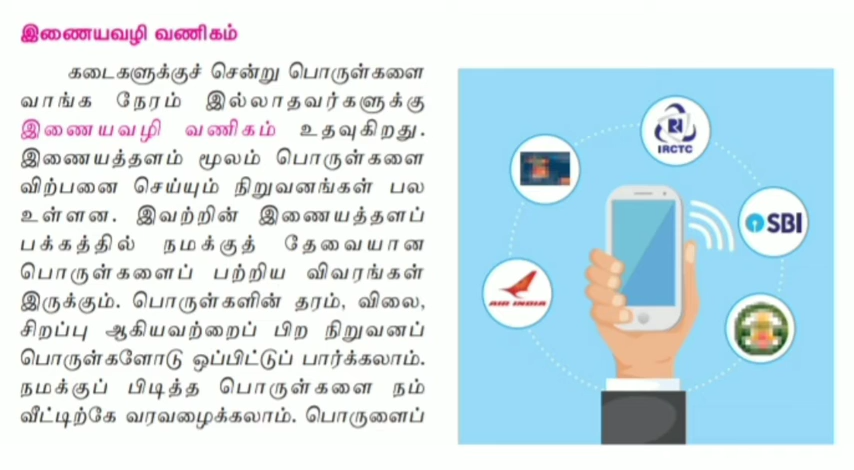 இணையவழி வணிகம்
கடைகளுக்குச் சென்று பொருள்களை
வாங்க நேரம் இல்லாதவர்களுக்கு
இணையவழி வணிகம் உதவுகிறது.
இணையத்தளம் மூலம் பொருள்களை
விற்பனை செய்யும் நிறுவனங்கள் பல
உள்ளன. இவற்றின் இணையத்தளப்
பக்கத்தில் நமக்குத் தேவையான
பொருள்களைப் பற்றிய விவரங்கள்
இருக்கும். பொருள்களின் தரம், விலை,
சிறப்பு ஆகியவற்றைப் பிற நிறுவனப்
பொருள்களோடு ஒப்பிட்டுப் பார்க்கலாம்.
நமக்குப் பிடித்த பொருள்களை நம்
வீட்டிற்கே வரவழைக்கலாம். பொருளைப்
IRCTC
SBI
AIR INDIA